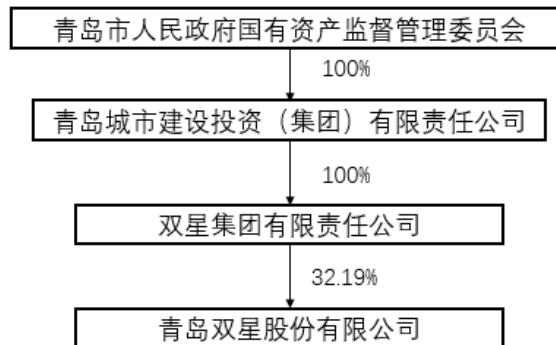 青岛市人民政府国有资产监督管理委员会
100%
青岛城市建设投资（集团）有限责任公司
100%
双星集团有限责任公司
32.19%
青岛双星股份有限公司